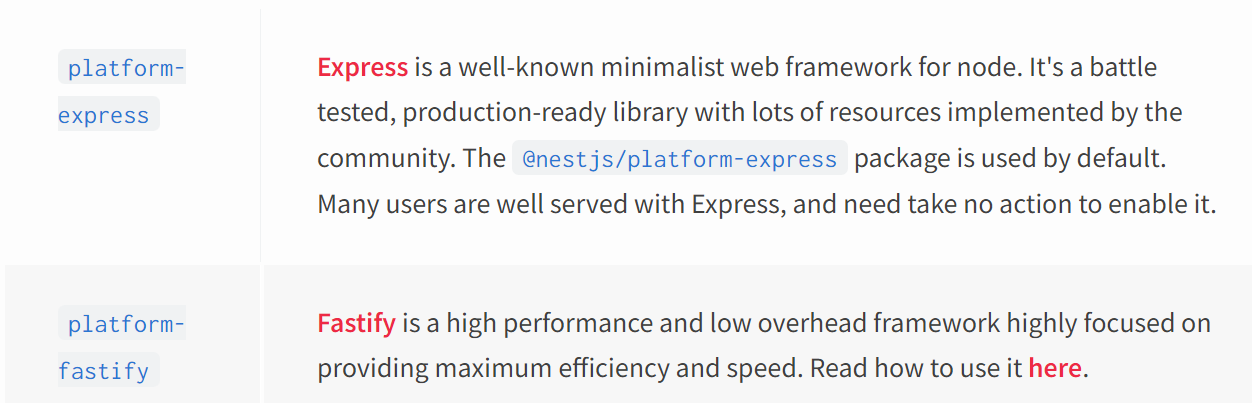 platform-
express
Express is a well-known minimalist web framework for node. It's a battle
tested, production-ready library with lots of resources implemented by the
community. The @nestjs/platform-express package is used by default.
Many users are well served with Express, and need take no action to enable it.
platform-
fastify
Fastify is a high performance and low overhead framework highly focused on
providing maximum efficiency and speed. Read how to use it here.